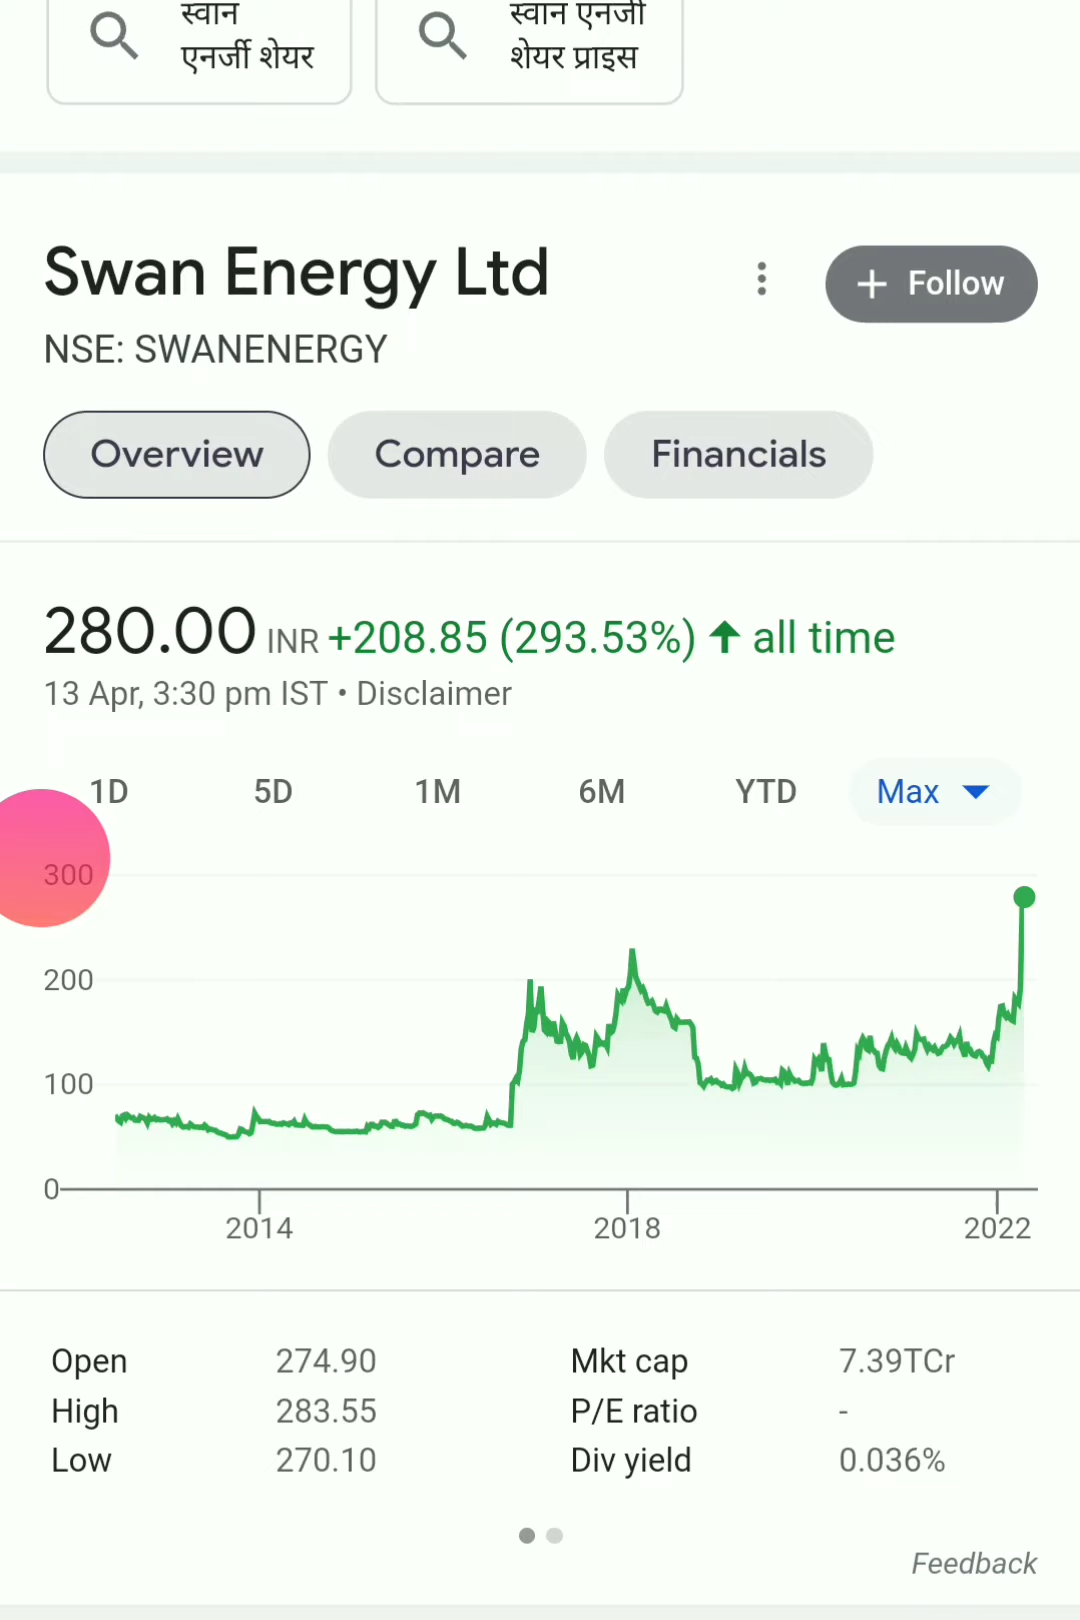 स्वान
एनर्जी शेयर
स्वान एनर्जी
शेयर प्राइस
Swan Energy Ltd
Follow
NSE: SWANENERGY
Overview
Compare
Financials
280.00 INR +208.85 (293.53%) ↑ all time
13 Apr, 3:30 pm IST • Disclaimer
1D 5D 1M 6M YTD Max
300
200
100
0
2014 2018 2022
Open 274.90 Mkt cap 7.39TCr
High 283.55 P/E ratio -
Low 270.10 Div yield 0.036%
Feedback